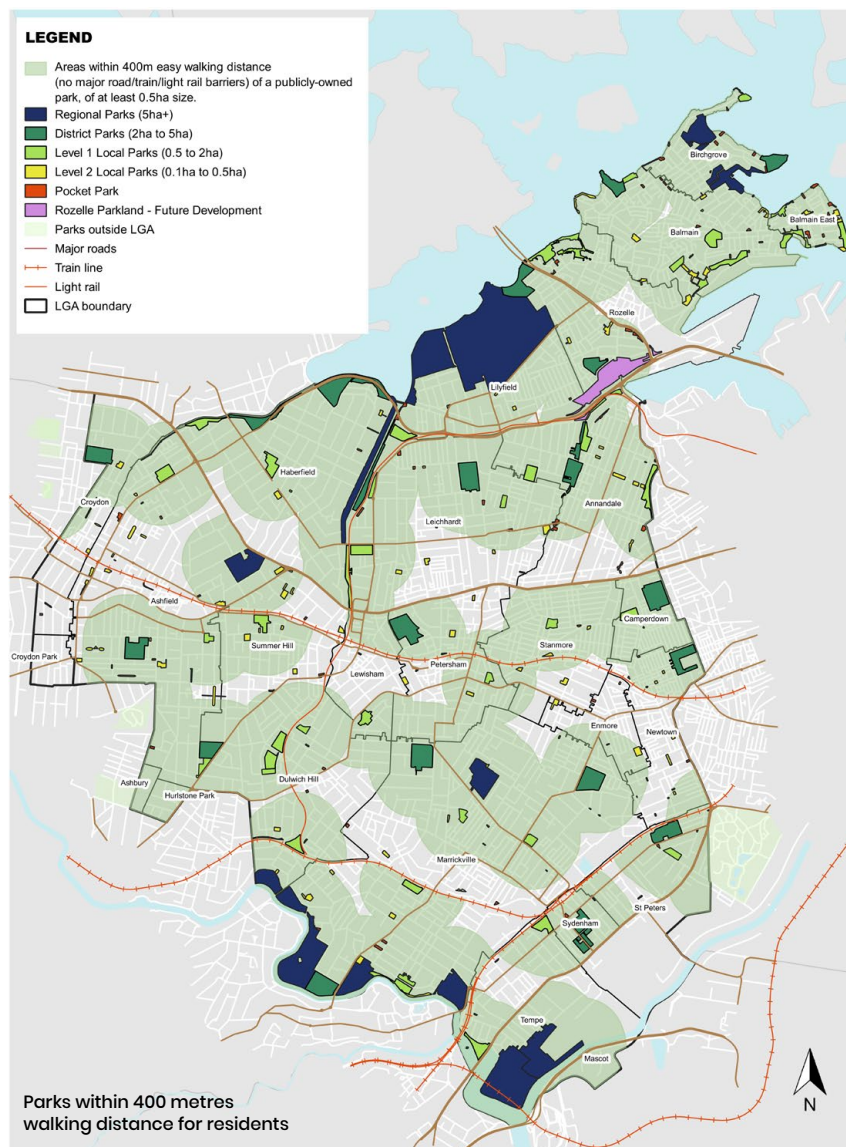 LEGEND
Areas within 400m easy walking distance
(no major road/train/light rail barriers) of a publicly-owned
park, of at least 0.5ha size.
Regional Parks (5ha+)
District Parks (2ha to 5ha)
Level 1 Local Parks (0.5 to 2ha)
Level 2 Local Parks (0.1ha to 0.5ha)
Pocket Park
Rozelle Parkland - Future Development
Parks outside LGA
Major roads
Train line
Light rail
LGA boundary
Birchgrove
Balmain East
Balmain
Rozelle
Lilyfield
Haberfield
Croydon
Annandale
Leichhardt
Ashfield
Camperdown
Summer Hill
Stanmore
Croydon Park
Petersham
Lewisham
Enmore
Newtown
Ashbury
Dulwich Hill
Hurlstone Park
Marrickville
St Peters
Sydenham
Tempe
Mascot
N
Parks within 400 metres
walking distance for residents